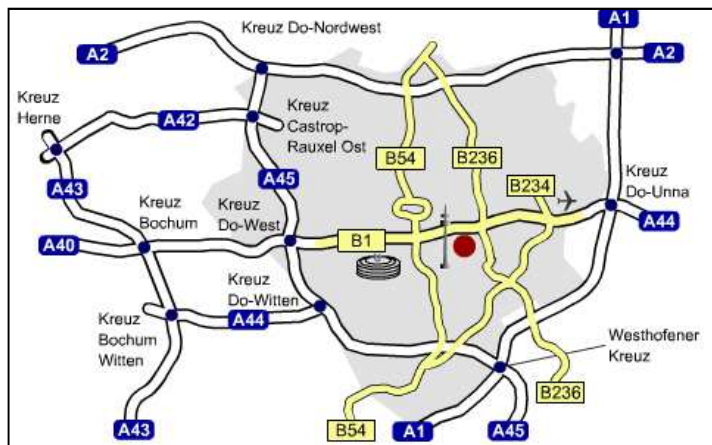 A1
A2
Kreuz Do-Nordwest
A2
Kreuz
Herne
A42
Kreuz
Castrop-
Rauxel Ost
B54
B236
A43
A45
B234
Kreuz
Do-Unna
Kreuz
Bochum
Kreuz
Do-West
A44
A40
B1
Kreuz
Do-Witten
Kreuz
Bochum
Witten
A44
Westhofener
Kreuz
B236
A43
B54
A1
A45